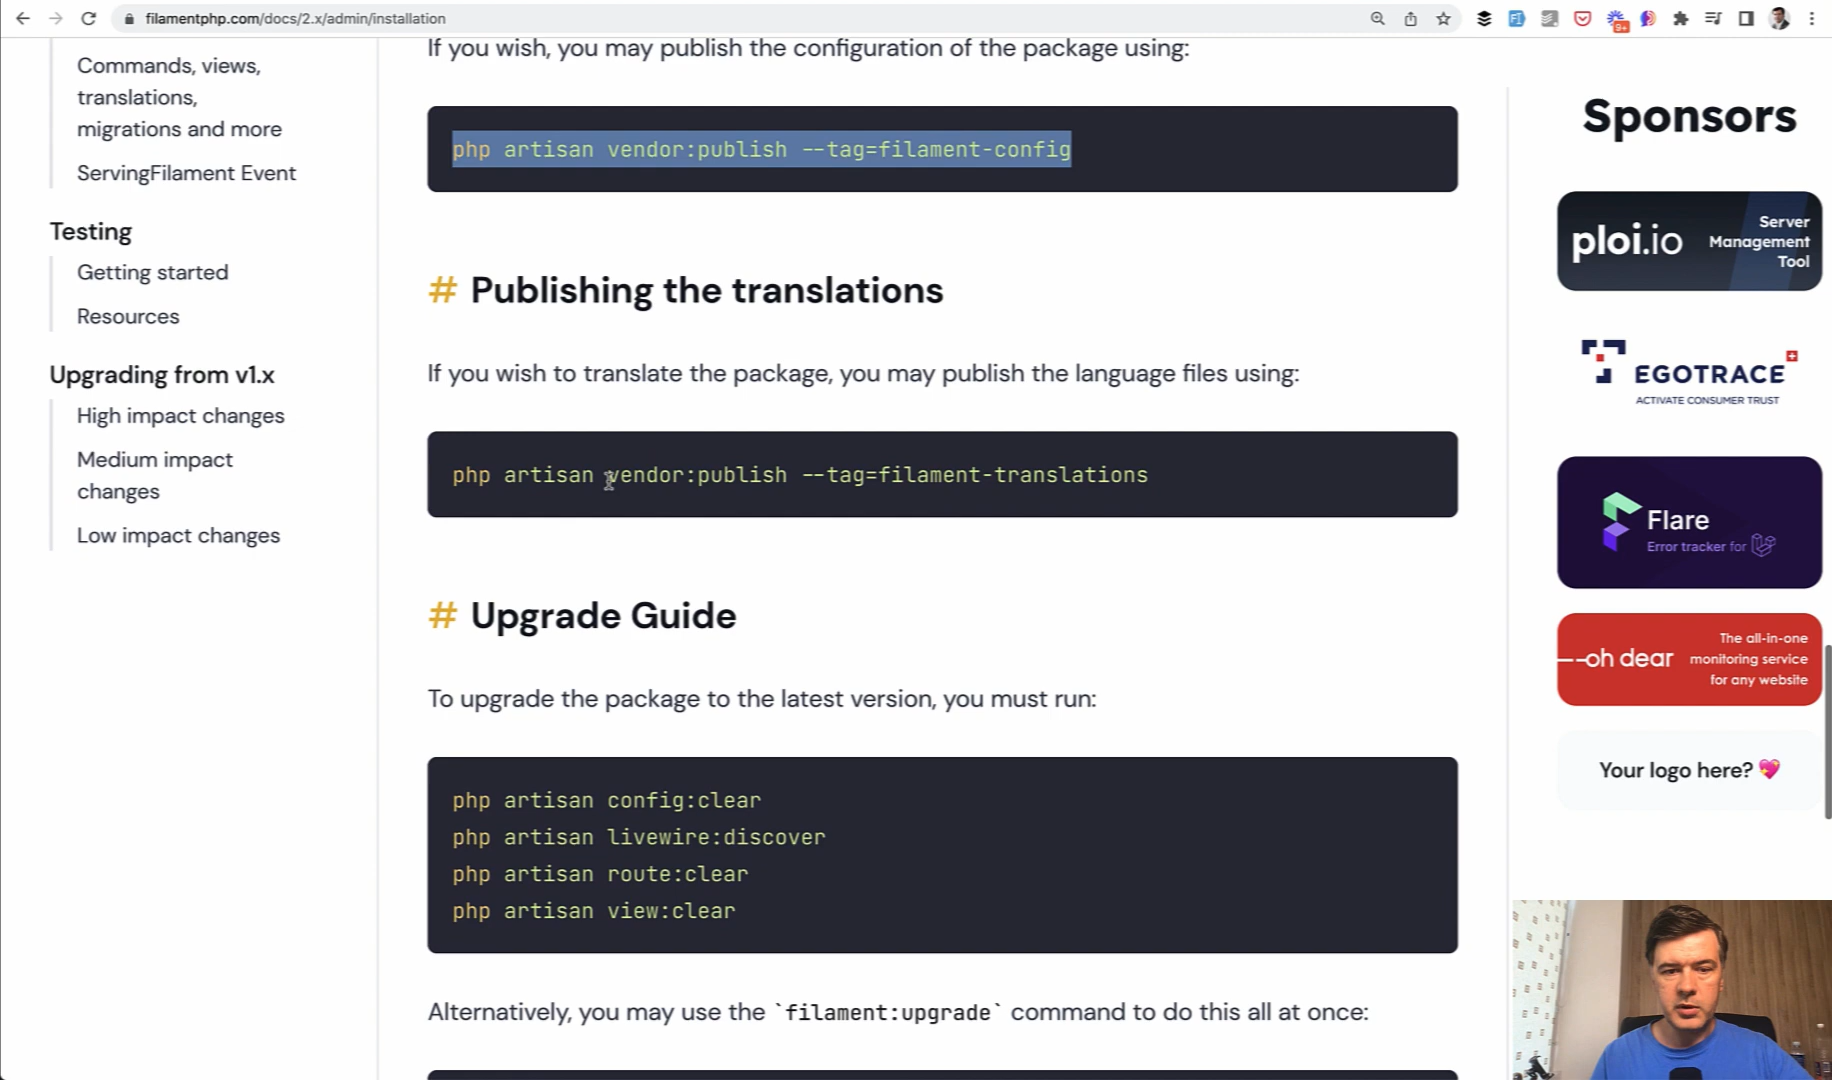 filamentphp.com/docs/2.x/admin/installation
9+
Commands, views,
translations,
migrations and more
ServingFilament Event
Testing
Getting started
Resources
Upgrading from v1.x
High impact changes
Medium impact
changes
Low impact changes
If you wish, you may publish the configuration of the package using:
php artisan vendor:publish --tag=filament-config
# Publishing the translations
If you wish to translate the package, you may publish the language files using:
php artisan vendor:publish --tag=filament-translations
# Upgrade Guide
To upgrade the package to the latest version, you must run:
php artisan config:clear
php artisan livewire:discover
php artisan route:clear
php artisan view:clear
Alternatively, you may use the `filament:upgrade` command to do this all at once:
Sponsors
ploi.io
Server
Management
Tool
EGOTRACE
ACTIVATE CONSUMER TRUST
Flare
Error tracker for
oh dear
The all-in-one
monitoring service
for any website
Your logo here? 💖